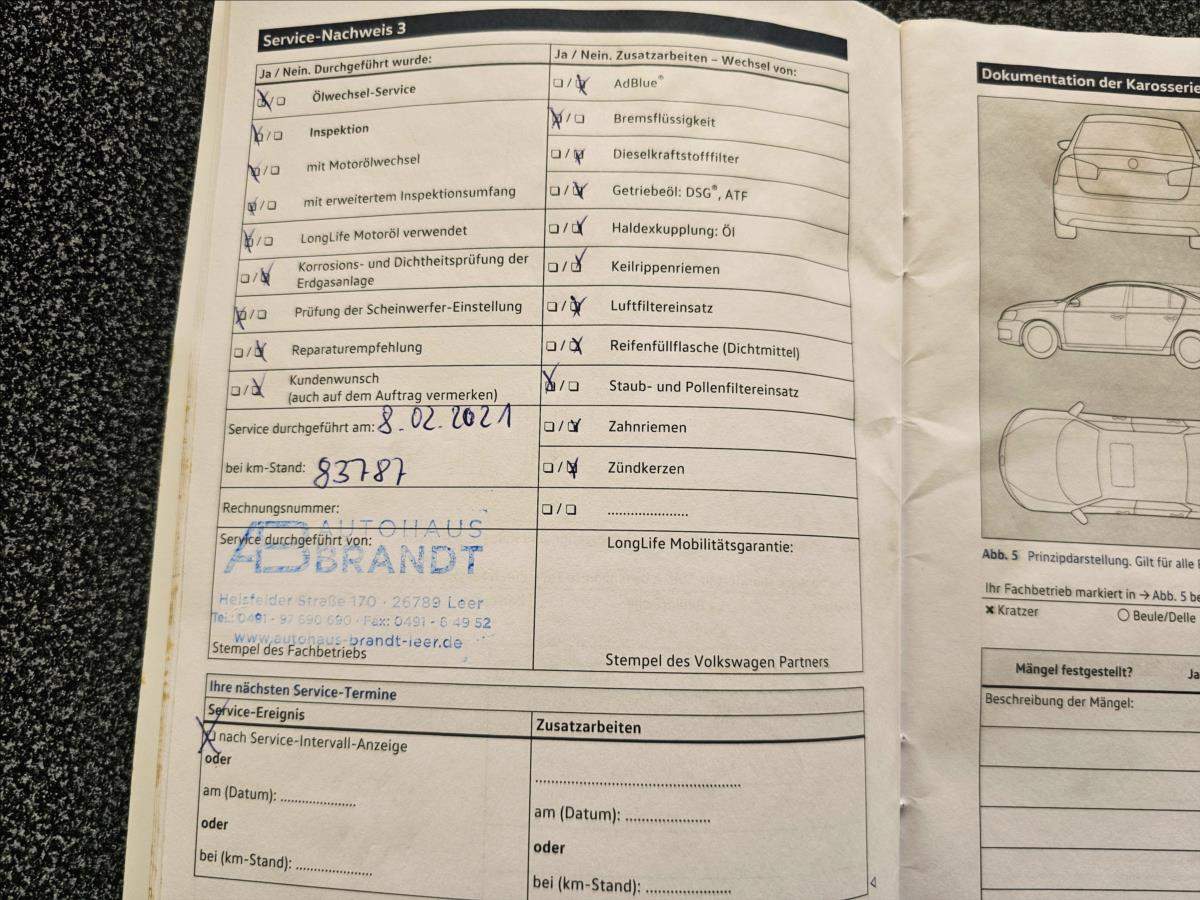 Service-Nachweis 3
Ja / Nein. Durchgeführt wurde:
Ölwechsel-Service
Inspektion
mit Motorölwechsel
mit erweitertem Inspektionsumfang
LongLife Motoröl verwendet
Korrosions- und Dichtheitsprüfung der
Erdgasanlage
Prüfung der Scheinwerfer-Einstellung
Reparaturempfehlung
Kundenwunsch
(auch auf dem Auftrag vermerken)
Service durchgeführt am: 8.02.2021
bei km-Stand: 83787
Rechnungsnummer:
Service durchgeführt von:
AB AUTOHAUS
BRANDT
Heisfelder Straße 170 · 26789 Leer
Tel.: 0491 - 97 690 690 · Fax: 0491 - 6 49 52
www.autohaus-brandt-leer.de
Stempel des Fachbetriebs
Ja / Nein. Zusatzarbeiten – Wechsel von:
AdBlue®
Bremsflüssigkeit
Dieselkraftstofffilter
Getriebeöl: DSG®, ATF
Haldexkupplung: Öl
Keilrippenriemen
Luftfiltereinsatz
Reifenfüllflasche (Dichtmittel)
Staub- und Pollenfiltereinsatz
Zahnriemen
Zündkerzen
.....................
LongLife Mobilitätsgarantie:
Stempel des Volkswagen Partners
Ihre nächsten Service-Termine
Service-Ereignis
nach Service-Intervall-Anzeige
oder
am (Datum): ....................
oder
bei (km-Stand): ....................
Zusatzarbeiten
......................................................
am (Datum): ......................
oder
bei (km-Stand): ......................
Dokumentation der Karosserie
Abb. 5 Prinzipdarstellung. Gilt für alle
Ihr Fachbetrieb markiert in → Abb. 5 be
✖ Kratzer
○ Beule/Delle
Mängel festgestellt?
Ja
Beschreibung der Mängel: